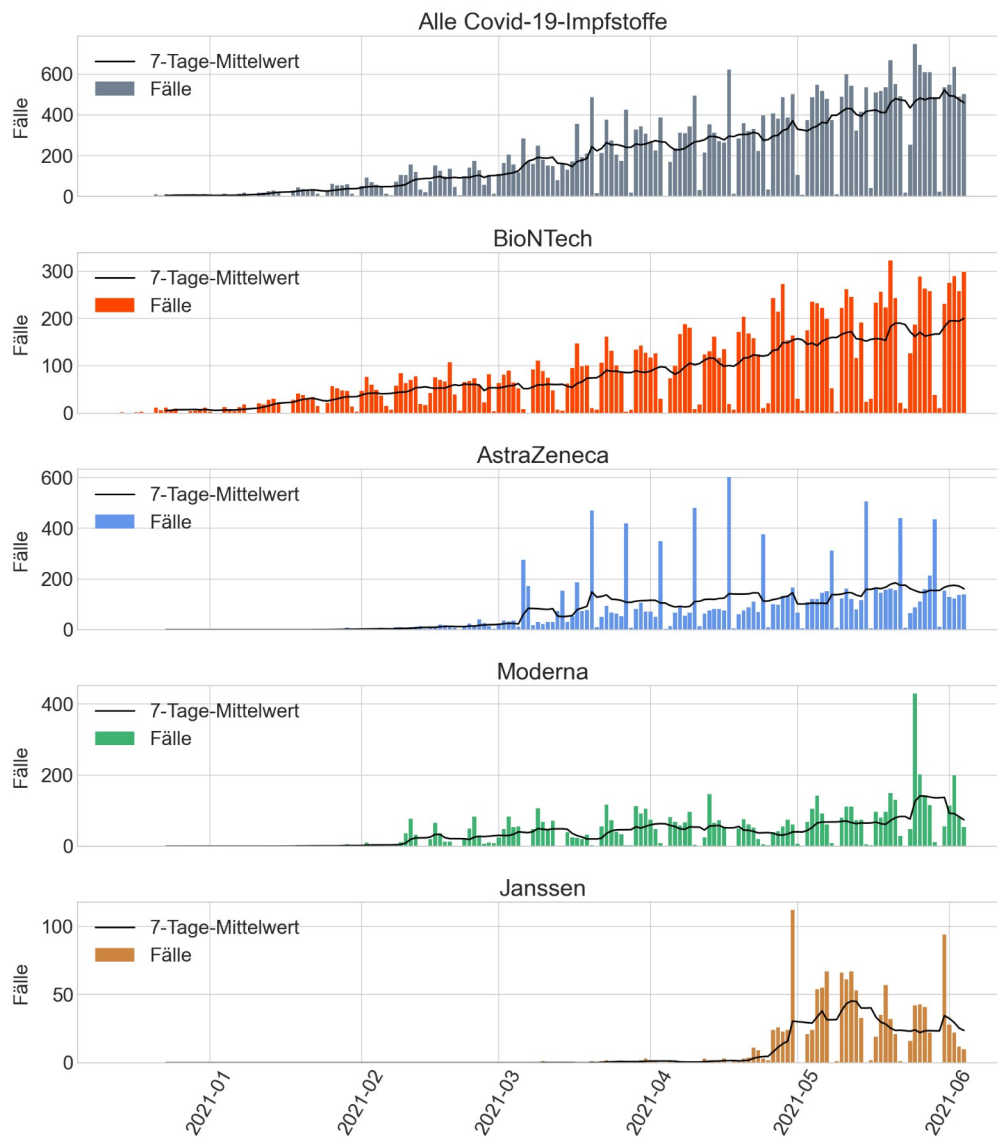 Alle Covid-19-Impfstoffe
7-Tage-Mittelwert
Fälle
Fälle
600
400
200
0
BioNTech
7-Tage-Mittelwert
Fälle
Fälle
300
200
100
0
AstraZeneca
7-Tage-Mittelwert
Fälle
Fälle
600
400
200
0
Moderna
7-Tage-Mittelwert
Fälle
Fälle
400
200
0
Janssen
7-Tage-Mittelwert
Fälle
Fälle
100
50
0
2021-01
2021-02
2021-03
2021-04
2021-05
2021-06